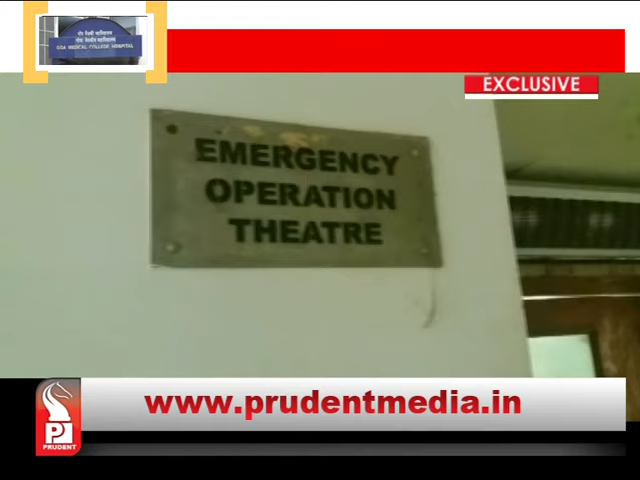 GOA MEDICAL COLLEGE HOSPITAL
EXCLUSIVE
EMERGENCY
OPERATION
THEATRE
www.prudentmedia.in
P
PRUDENT